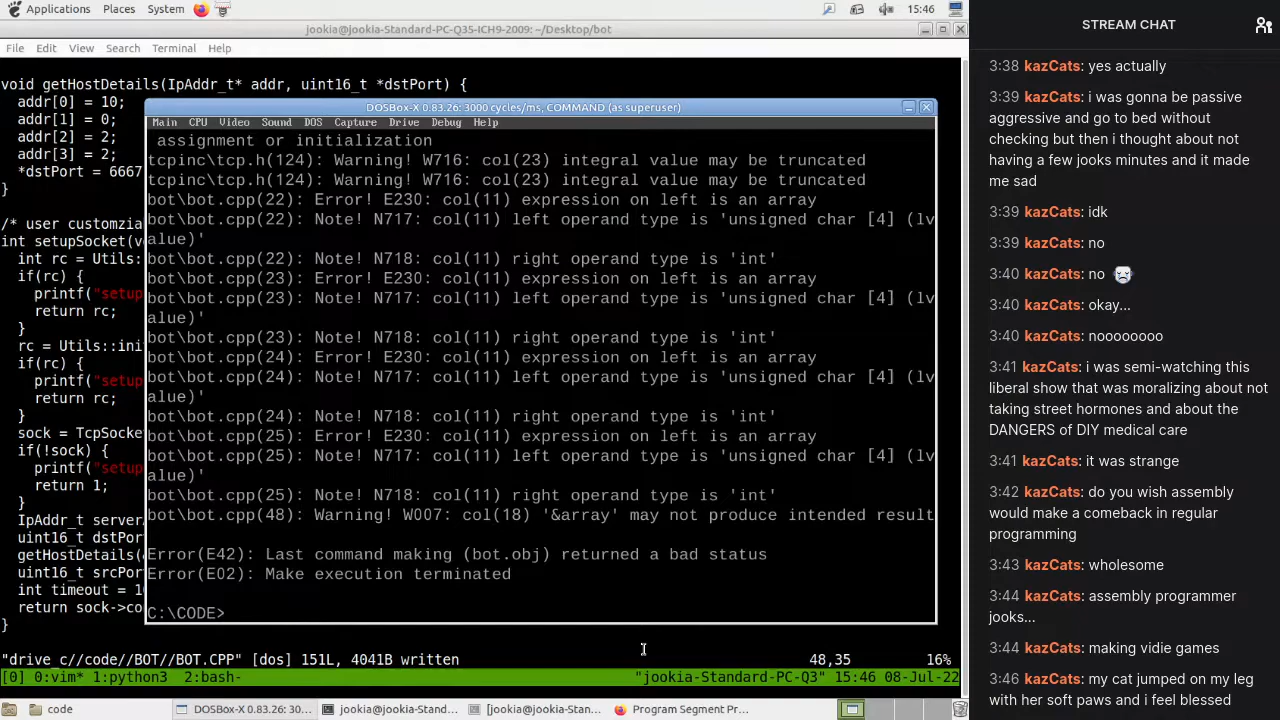 Applications Places System 15:46
jookia@jookia-Standard-PC-Q35-ICH9-2009: ~/Desktop/bot
File Edit View Search Terminal Help
void getHostDetails(IpAddr_t* addr, uint16_t *dstPort) {
addr[0] = 10;
addr[1] = 0;
addr[2] = 2;
addr[3] = 2;
*dstPort = 6667
}
/* user customzia
int setupSocket(v
int rc = Utils:
if(rc) {
printf("setup
return rc;
}
rc = Utils::ini
if(rc) {
printf("setup
return rc;
}
sock = TcpSocke
if(!sock) {
printf("setup
return 1;
}
IpAddr_t server
uint16_t dstPor
getHostDetails(
uint16_t srcPor
int timeout = 1
return sock->co
}
"drive_c//code//BOT//BOT.CPP" [dos] 151L, 4041B written 48,35 16%
[0] 0:vim* 1:python3 2:bash- "jookia-Standard-PC-Q3" 15:46 08-Jul-22
DOSBox-X 0.83.26: 3000 cycles/ms, COMMAND (as superuser)
Main CPU Video Sound DOS Capture Drive Debug Help
assignment or initialization
tcpinc\tcp.h(124): Warning! W716: col(23) integral value may be truncated
tcpinc\tcp.h(124): Warning! W716: col(23) integral value may be truncated
bot\bot.cpp(22): Error! E230: col(11) expression on left is an array
bot\bot.cpp(22): Note! N717: col(11) left operand type is 'unsigned char [4] (lv
alue)'
bot\bot.cpp(22): Note! N718: col(11) right operand type is 'int'
bot\bot.cpp(23): Error! E230: col(11) expression on left is an array
bot\bot.cpp(23): Note! N717: col(11) left operand type is 'unsigned char [4] (lv
alue)'
bot\bot.cpp(23): Note! N718: col(11) right operand type is 'int'
bot\bot.cpp(24): Error! E230: col(11) expression on left is an array
bot\bot.cpp(24): Note! N717: col(11) left operand type is 'unsigned char [4] (lv
alue)'
bot\bot.cpp(24): Note! N718: col(11) right operand type is 'int'
bot\bot.cpp(25): Error! E230: col(11) expression on left is an array
bot\bot.cpp(25): Note! N717: col(11) left operand type is 'unsigned char [4] (lv
alue)'
bot\bot.cpp(25): Note! N718: col(11) right operand type is 'int'
bot\bot.cpp(48): Warning! W007: col(18) '&array' may not produce intended result
Error(E42): Last command making (bot.obj) returned a bad status
Error(E02): Make execution terminated
C:\CODE>
code DOSBox-X 0.83.26: 30... jookia@jookia-Stand... [jookia@jookia-Stan... Program Segment Pr...
STREAM CHAT
3:38 kazCats: yes actually
3:39 kazCats: i was gonna be passive
aggressive and go to bed without
checking but then i thought about not
having a few jooks minutes and it made
me sad
3:39 kazCats: idk
3:39 kazCats: no
3:40 kazCats: no
3:40 kazCats: okay...
3:40 kazCats: noooooooo
3:41 kazCats: i was semi-watching this
liberal show that was moralizing about not
taking street hormones and about the
DANGERS of DIY medical care
3:41 kazCats: it was strange
3:42 kazCats: do you wish assembly
would make a comeback in regular
programming
3:43 kazCats: wholesome
3:44 kazCats: assembly programmer
jooks...
3:44 kazCats: making vidie games
3:46 kazCats: my cat jumped on my leg
with her soft paws and i feel blessed